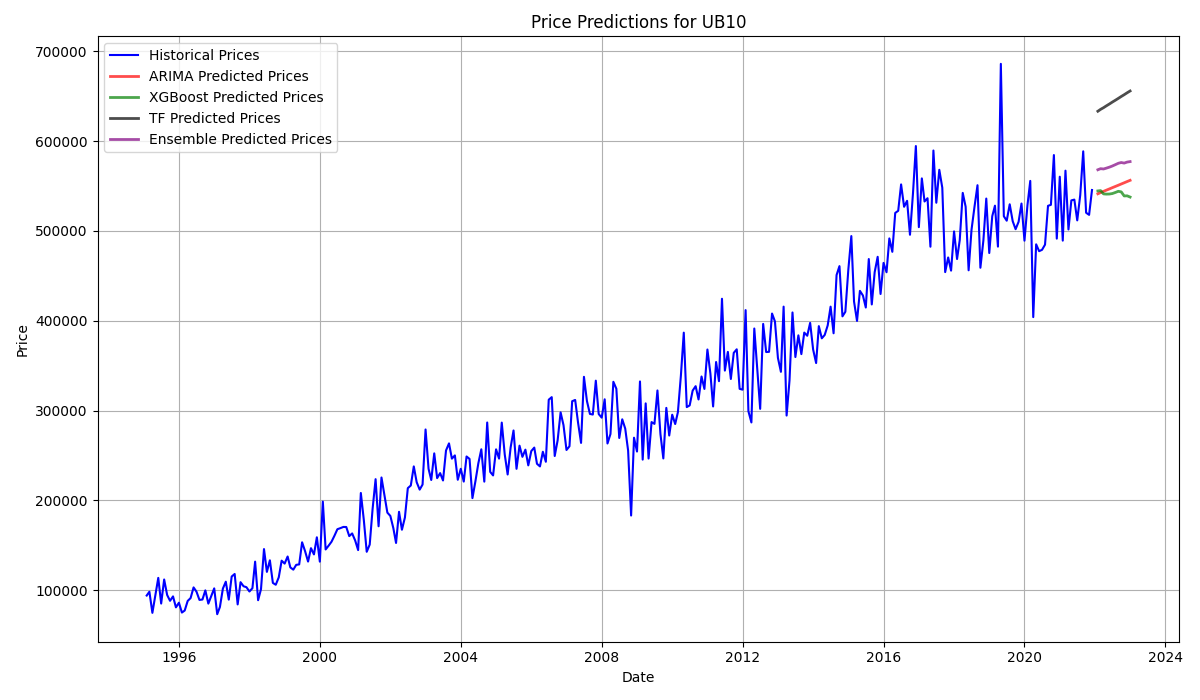 Price Predictions for UB10
Historical Prices
ARIMA Predicted Prices
XGBoost Predicted Prices
TF Predicted Prices
Ensemble Predicted Prices
700000
600000
500000
400000
300000
200000
100000
Price
1996 2000 2004 2008 2012 2016 2020 2024
Date